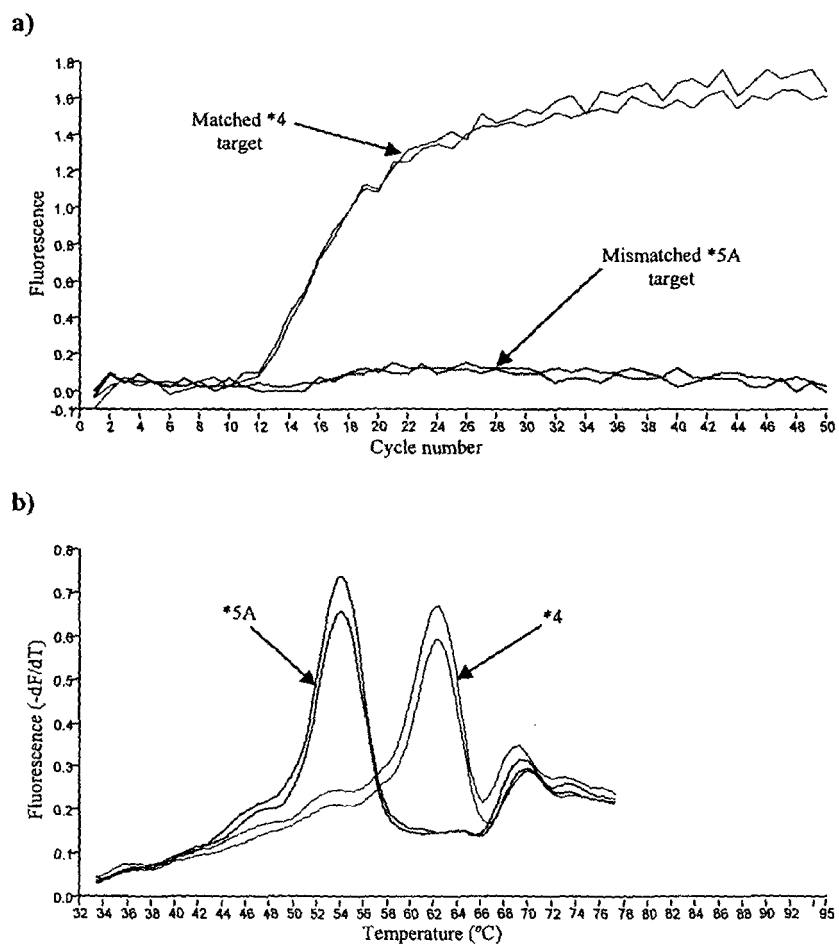 a)
1.8
1.6
1.4
1.2
1.0
0.8
0.6
0.4
0.2
0.0
-0.1
Fluorescence
Matched *4
target
Mismatched *5A
target
0 2 4 6 8 10 12 14 16 18 20 22 24 26 28 30 32 34 36 38 40 42 44 46 48 50
Cycle number
b)
0.8
0.7
0.6
0.5
0.4
0.3
0.2
0.1
0.0
Fluorescence (-dF/dT)
*5A
*4
32 34 36 38 40 42 44 46 48 50 52 54 56 58 60 62 64 66 68 70 72 74 76 78 80 82 84 86 88 90 92 95
Temperature (°C)